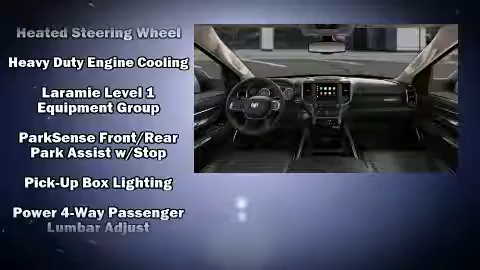 Heated Steering Wheel
Heavy Duty Engine Cooling
Laramie Level 1
Equipment Group
ParkSense Front/Rear
Park Assist w/Stop
Pick-Up Box Lighting
Power 4-Way Passenger
Lumbar Adjust